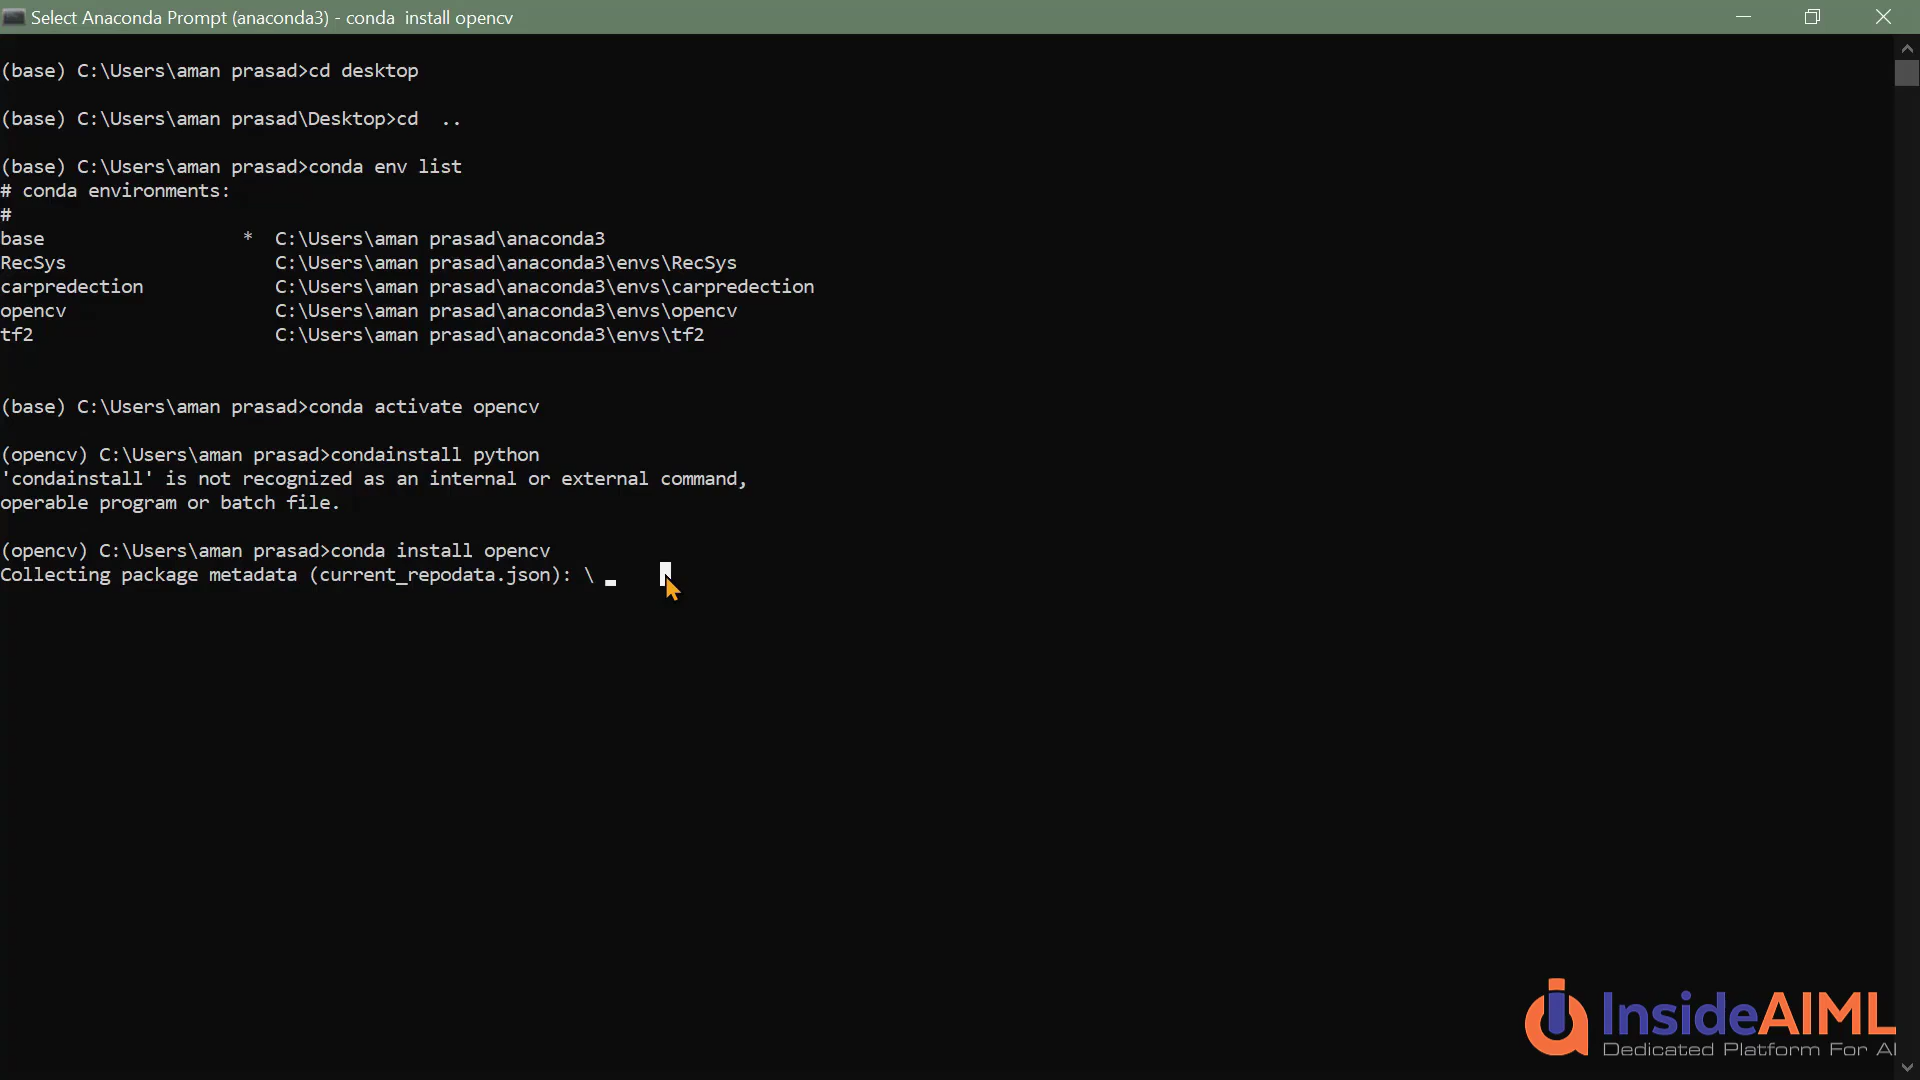 Select Anaconda Prompt (anaconda3) - conda  install opencv
(base) C:\Users\aman prasad>cd desktop
(base) C:\Users\aman prasad\Desktop>cd  ..
(base) C:\Users\aman prasad>conda env list
# conda environments:
#
base                  *  C:\Users\aman prasad\anaconda3
RecSys                   C:\Users\aman prasad\anaconda3\envs\RecSys
carpredection            C:\Users\aman prasad\anaconda3\envs\carpredection
opencv                   C:\Users\aman prasad\anaconda3\envs\opencv
tf2                      C:\Users\aman prasad\anaconda3\envs\tf2
(base) C:\Users\aman prasad>conda activate opencv
(opencv) C:\Users\aman prasad>condainstall python
'condainstall' is not recognized as an internal or external command,
operable program or batch file.
(opencv) C:\Users\aman prasad>conda install opencv
Collecting package metadata (current_repodata.json): \
InsideAIML
Dedicated Platform For AI